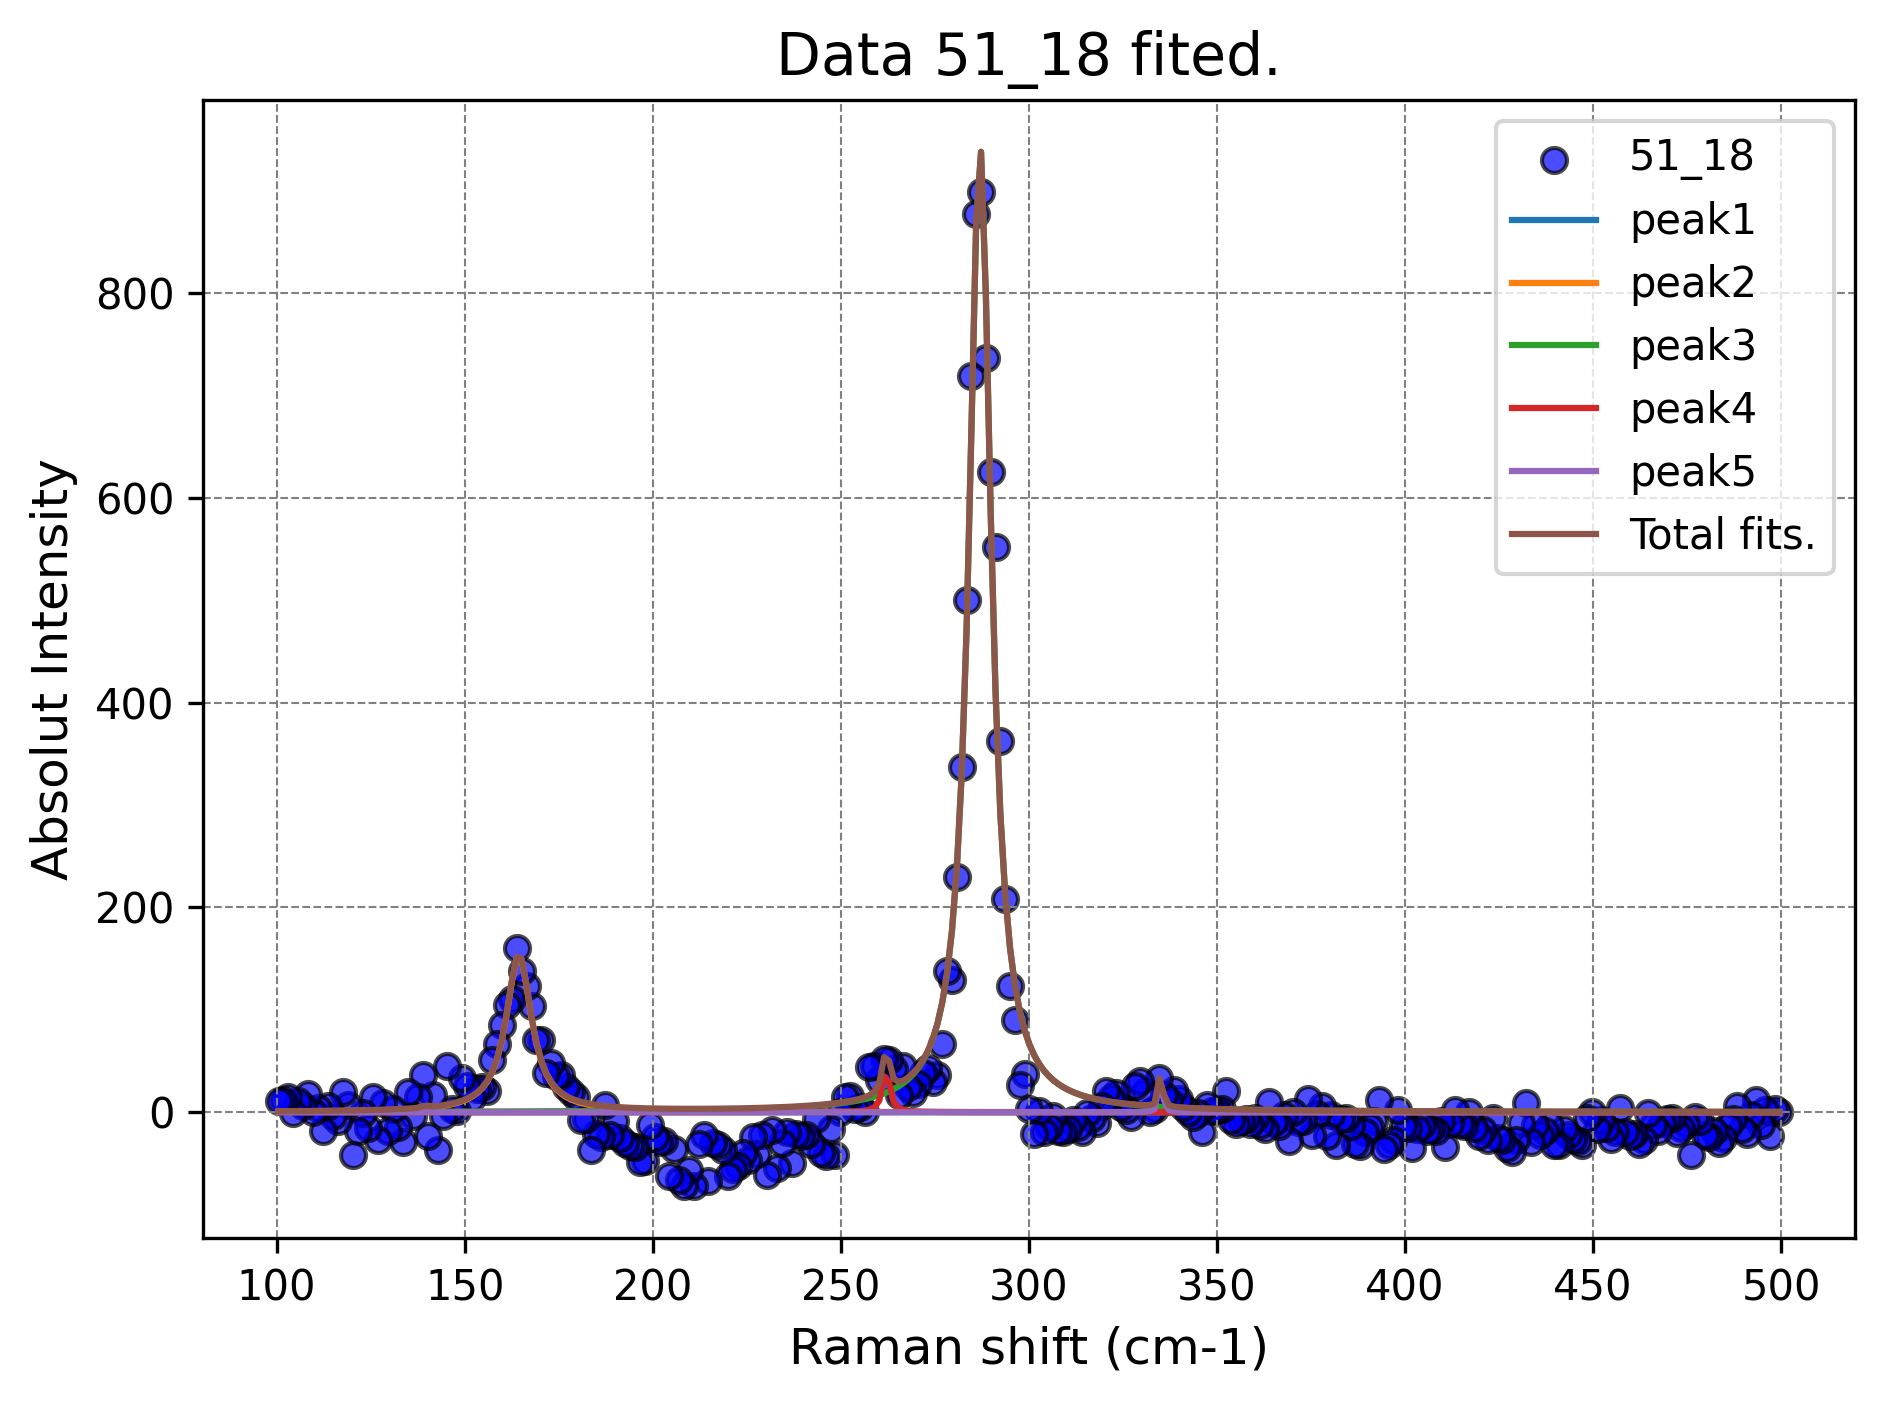 Data 51_18 fited.
51_18
peak1
peak2
peak3
peak4
peak5
Total fits.
Absolut Intensity
800
600
400
200
0
100 150 200 250 300 350 400 450 500
Raman shift (cm-1)